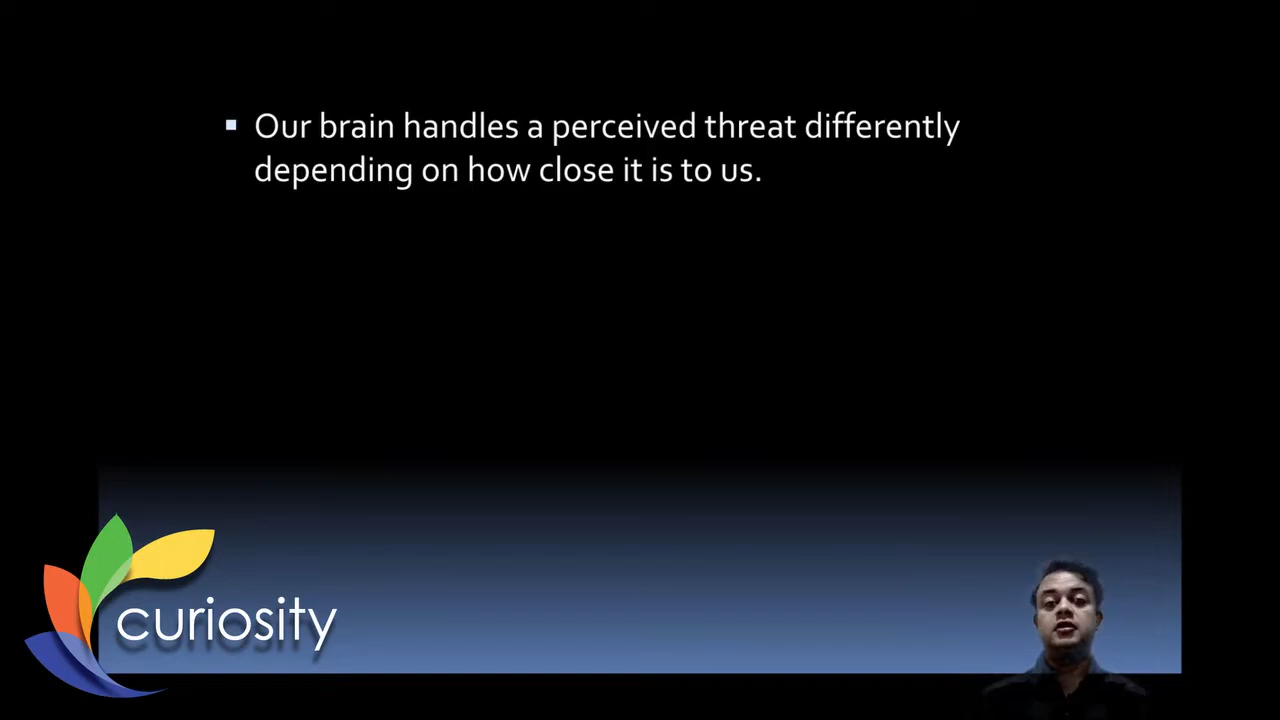 Our brain handles a perceived threat differently
depending on how close it is to us.
curiosity